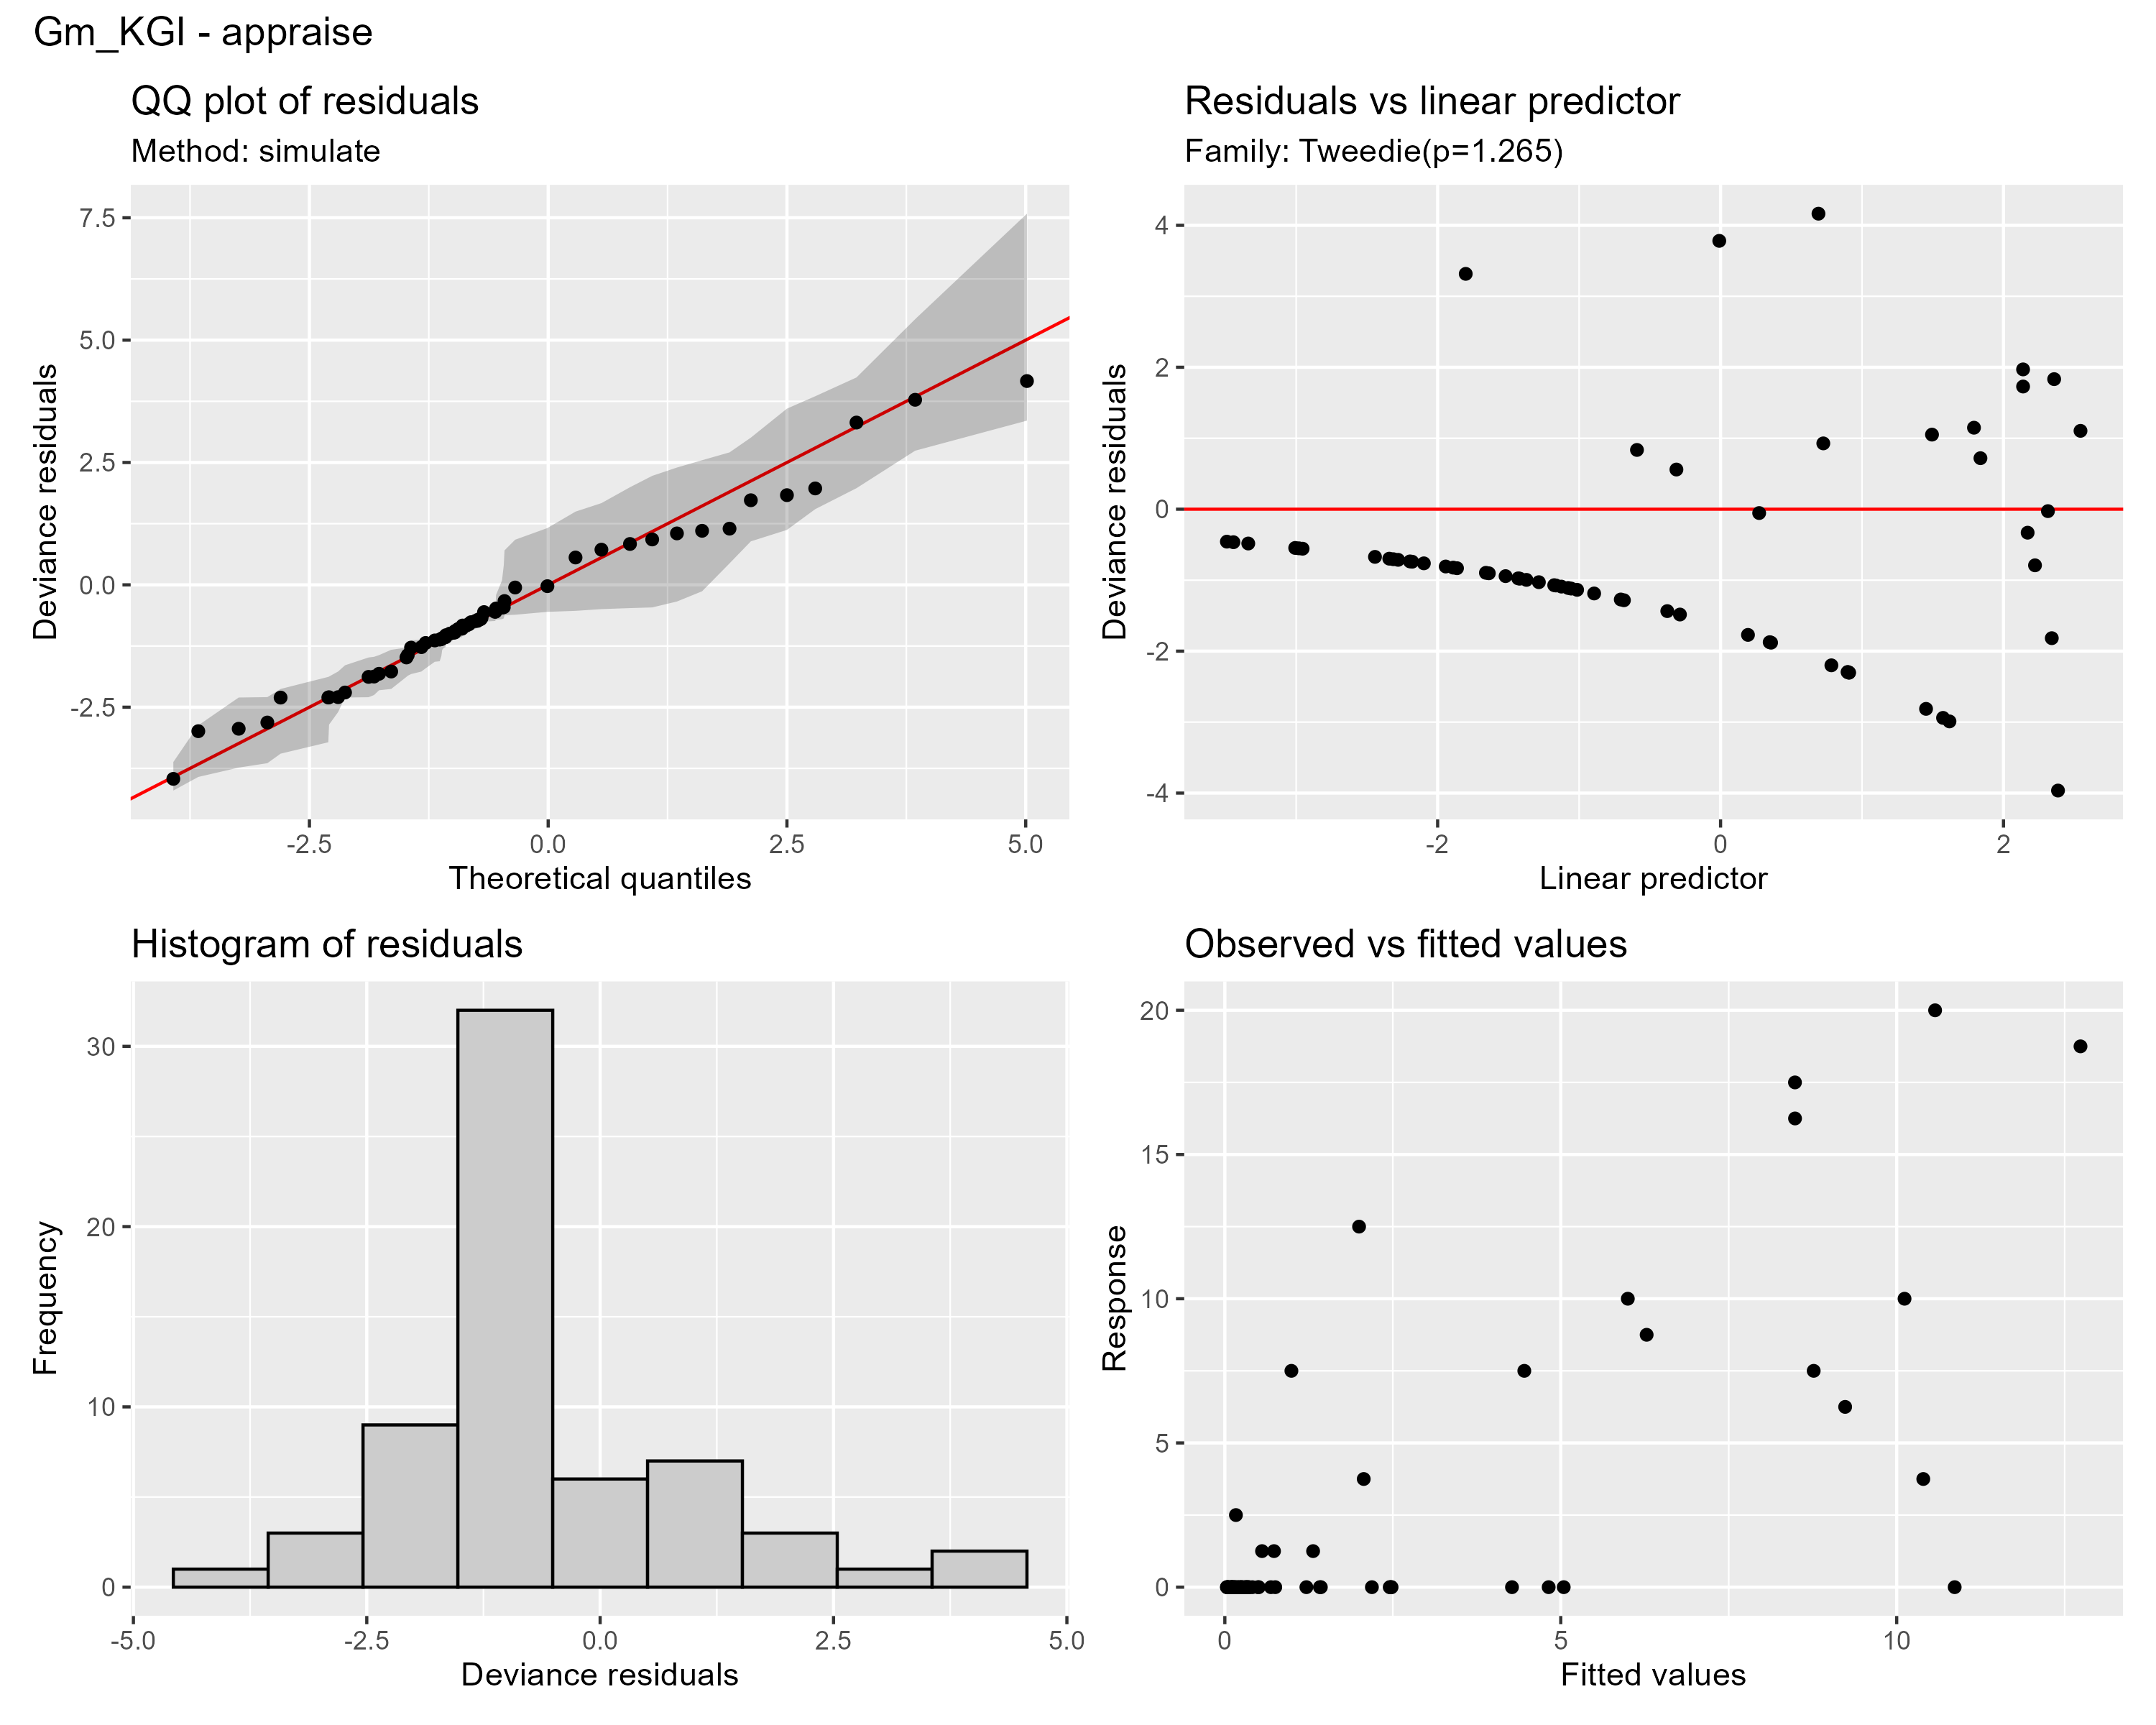 Gm_KGI - appraise
QQ plot of residuals
Method: simulate
7.5
5.0
2.5
0.0
-2.5
Deviance residuals
-2.5
0.0
2.5
5.0
Theoretical quantiles
Residuals vs linear predictor
Family: Tweedie(p=1.265)
4
2
0
-2
-4
Deviance residuals
-2
0
2
Linear predictor
Histogram of residuals
30
20
10
0
Frequency
-5.0
-2.5
0.0
2.5
5.0
Deviance residuals
Observed vs fitted values
20
15
10
5
0
Response
0
5
10
Fitted values